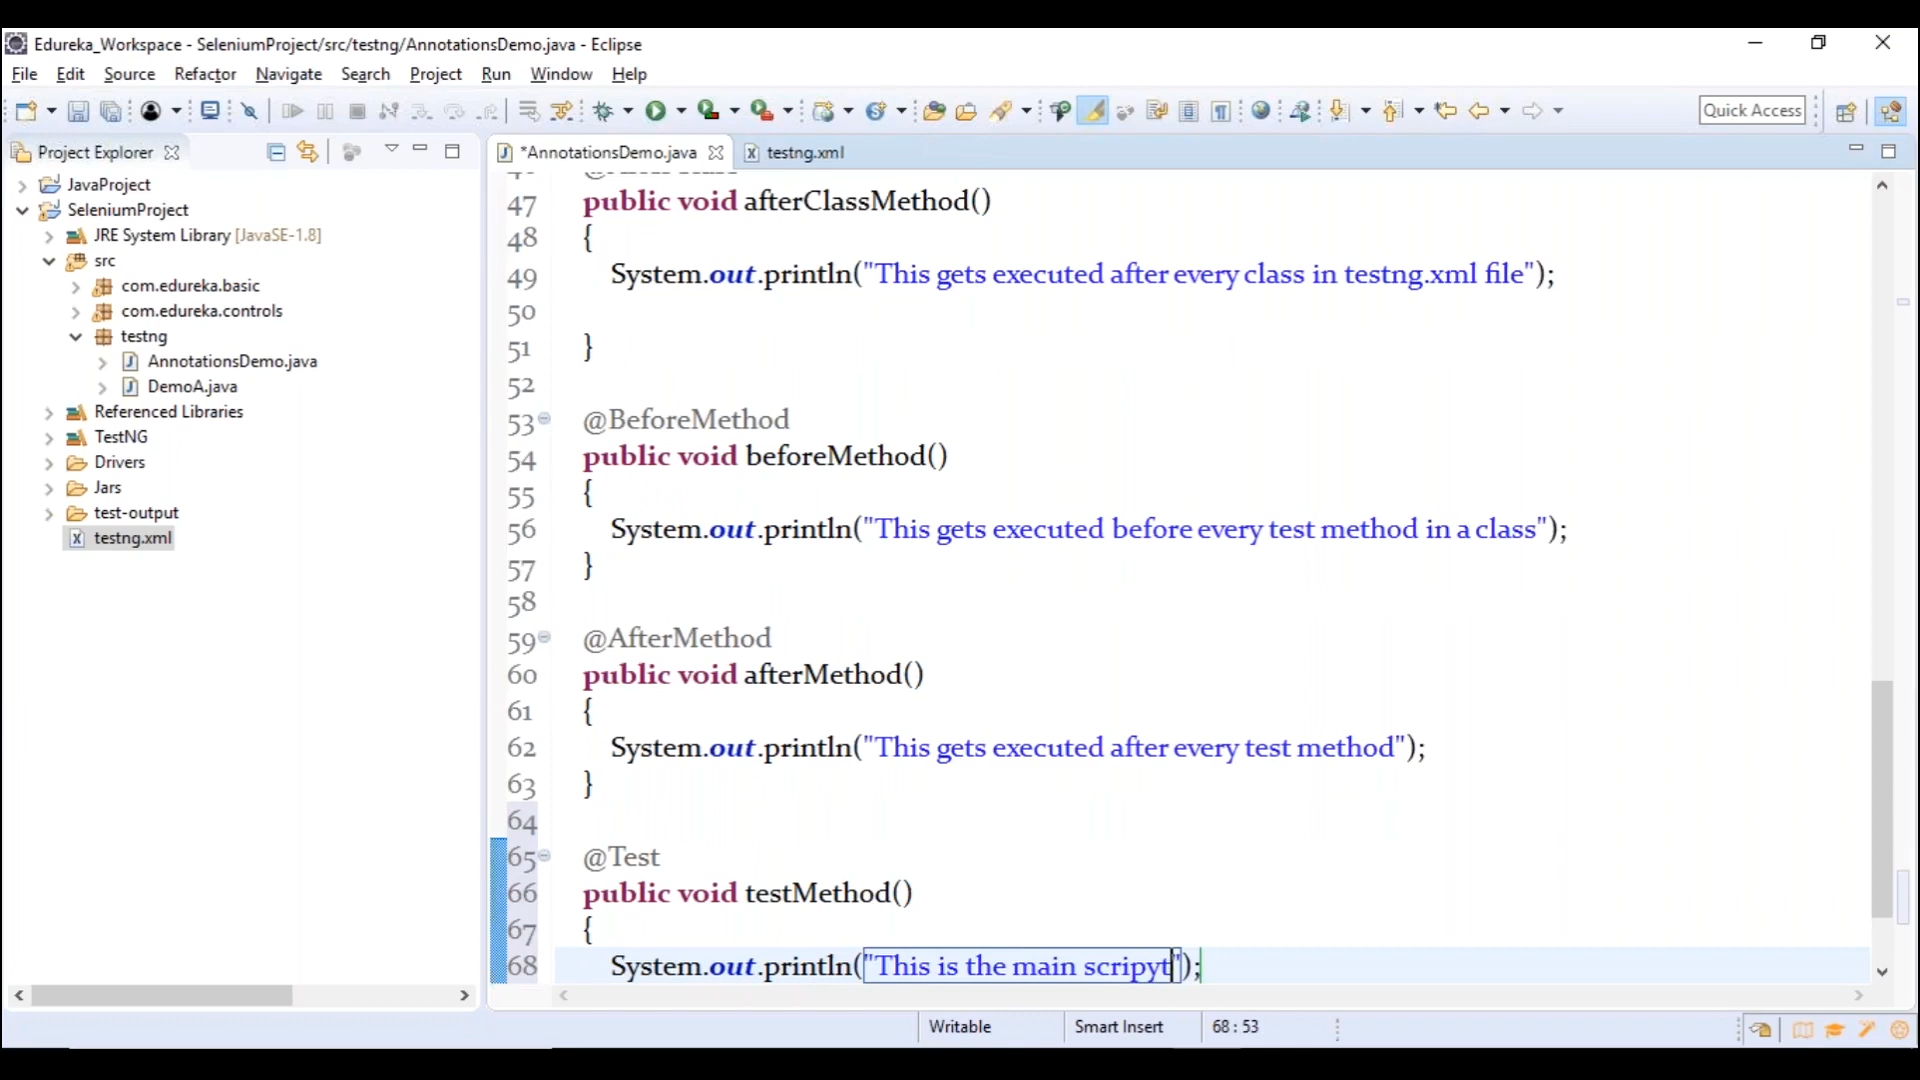 Edureka_Workspace - SeleniumProject/src/testng/AnnotationsDemo.java - Eclipse
File Edit Source Refactor Navigate Search Project Run Window Help
Quick Access
Project Explorer
JavaProject
SeleniumProject
JRE System Library [JavaSE-1.8]
src
com.edureka.basic
com.edureka.controls
testng
AnnotationsDemo.java
DemoA.java
Referenced Libraries
TestNG
Drivers
Jars
test-output
testng.xml
*AnnotationsDemo.java testng.xml
47 public void afterClassMethod()
48 {
49 System.out.println("This gets executed after every class in testng.xml file");
50
51 }
52
53 @BeforeMethod
54 public void beforeMethod()
55 {
56 System.out.println("This gets executed before every test method in a class");
57 }
58
59 @AfterMethod
60 public void afterMethod()
61 {
62 System.out.println("This gets executed after every test method");
63 }
64
65 @Test
66 public void testMethod()
67 {
68 System.out.println("This is the main scripyt");
Writable Smart Insert 68 : 53